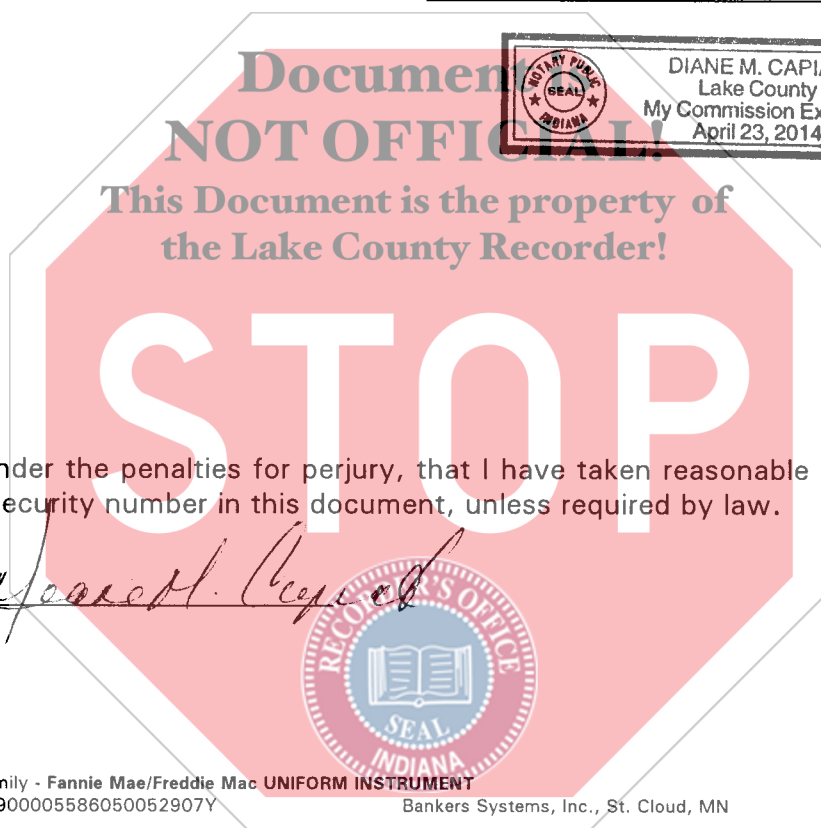 Document is
NOT OFFICIAL!
This Document is the property of
the Lake County Recorder!
NOTARY PUBLIC
SEAL
INDIANA
DIANE M. CAPI
Lake County
My Commission Ex
April 23, 2014
STOP
nder the penalties for perjury, that I have taken reasonable
ecurity number in this document, unless required by law.
RECORDER'S OFFICE
SEAL
INDIANA
mily - Fannie Mae/Freddie Mac UNIFORM INSTRUMENT
900005586050052907Y Bankers Systems, Inc., St. Cloud, MN